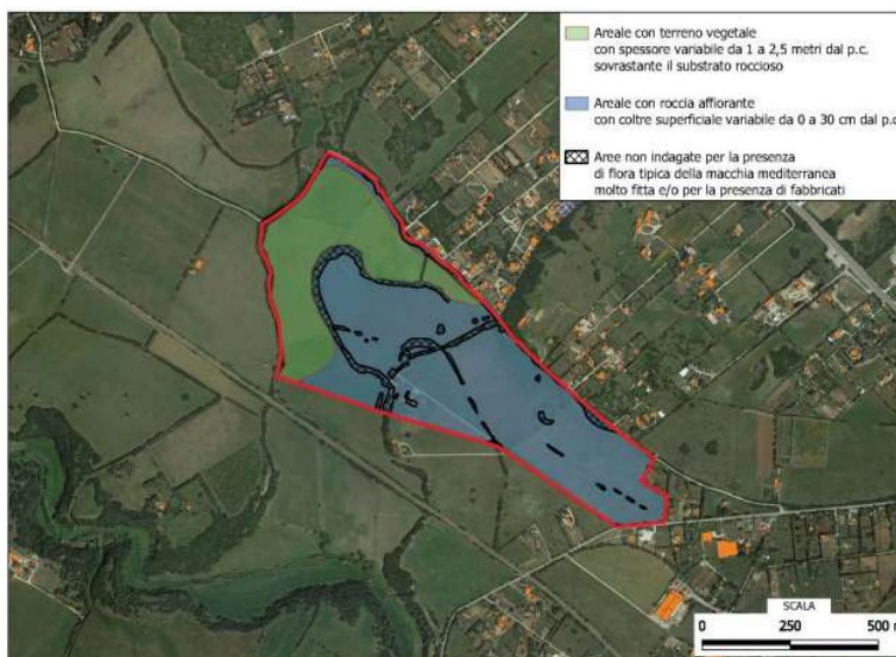 Areale con terreno vegetale
con spessore variabile da 1 a 2,5 metri dal p.c.
sovrastante il substrato roccioso
Areale con roccia affiorante
con coltre superficiale variabile da 0 a 30 cm dal p.c
Aree non indagate per la presenza
di flora tipica della macchia mediterranea
molto fitta e/o per la presenza di fabbricati
SCALA
0 250 500 m